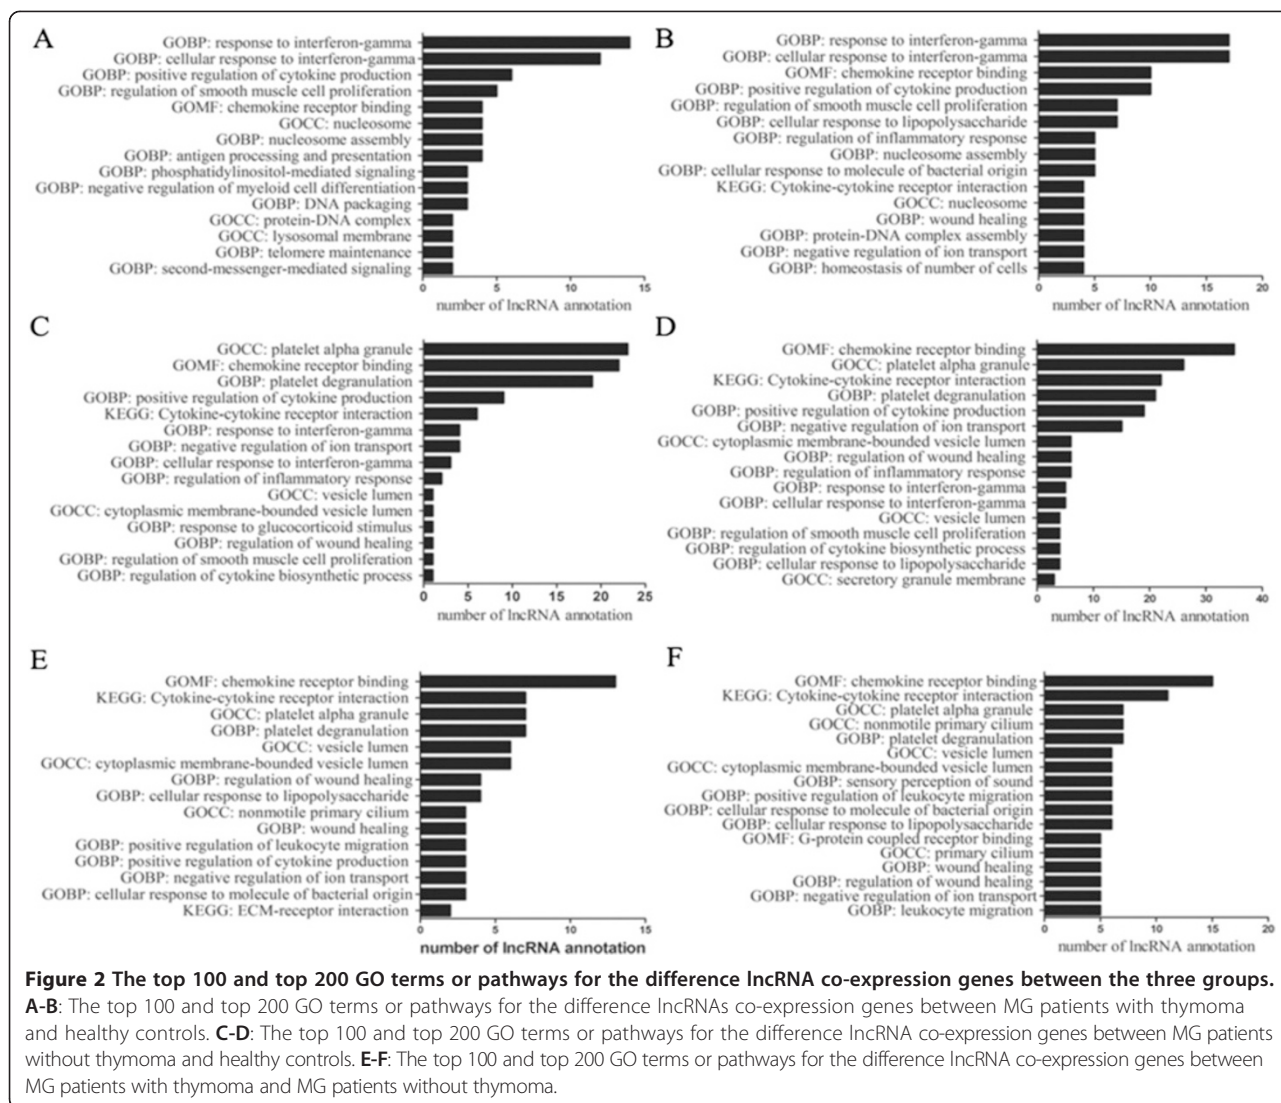 A
GOBP: response to interferon-gamma
GOBP: cellular response to interferon-gamma
GOBP: positive regulation of cytokine production
GOBP: regulation of smooth muscle cell proliferation
GOMF: chemokine receptor binding
GOCC: nucleosome
GOBP: nucleosome assembly
GOBP: antigen processing and presentation
GOBP: phosphatidylinositol-mediated signaling
GOBP: negative regulation of myeloid cell differentiation
GOBP: DNA packaging
GOCC: protein-DNA complex
GOCC: lysosomal membrane
GOBP: telomere maintenance
GOBP: second-messenger-mediated signaling
0 5 10 15
number of lncRNA annotation
B
GOBP: response to interferon-gamma
GOBP: cellular response to interferon-gamma
GOMF: chemokine receptor binding
GOBP: positive regulation of cytokine production
GOBP: regulation of smooth muscle cell proliferation
GOBP: cellular response to lipopolysaccharide
GOBP: regulation of inflammatory response
GOBP: nucleosome assembly
GOBP: cellular response to molecule of bacterial origin
KEGG: Cytokine-cytokine receptor interaction
GOCC: nucleosome
GOBP: wound healing
GOBP: protein-DNA complex assembly
GOBP: negative regulation of ion transport
GOBP: homeostasis of number of cells
0 5 10 15 20
number of lncRNA annotation
C
GOCC: platelet alpha granule
GOMF: chemokine receptor binding
GOBP: platelet degranulation
GOBP: positive regulation of cytokine production
KEGG: Cytokine-cytokine receptor interaction
GOBP: response to interferon-gamma
GOBP: negative regulation of ion transport
GOBP: cellular response to interferon-gamma
GOBP: regulation of inflammatory response
GOCC: vesicle lumen
GOCC: cytoplasmic membrane-bounded vesicle lumen
GOBP: response to glucocorticoid stimulus
GOBP: regulation of wound healing
GOBP: regulation of smooth muscle cell proliferation
GOBP: regulation of cytokine biosynthetic process
0 5 10 15 20 25
number of lncRNA annotation
D
GOMF: chemokine receptor binding
GOCC: platelet alpha granule
KEGG: Cytokine-cytokine receptor interaction
GOBP: platelet degranulation
GOBP: positive regulation of cytokine production
GOBP: negative regulation of ion transport
GOCC: cytoplasmic membrane-bounded vesicle lumen
GOBP: regulation of wound healing
GOBP: regulation of inflammatory response
GOBP: response to interferon-gamma
GOBP: cellular response to interferon-gamma
GOCC: vesicle lumen
GOBP: regulation of smooth muscle cell proliferation
GOBP: regulation of cytokine biosynthetic process
GOBP: cellular response to lipopolysaccharide
GOCC: secretory granule membrane
0 10 20 30 40
number of lncRNA annotation
E
GOMF: chemokine receptor binding
KEGG: Cytokine-cytokine receptor interaction
GOCC: platelet alpha granule
GOBP: platelet degranulation
GOCC: vesicle lumen
GOCC: cytoplasmic membrane-bounded vesicle lumen
GOBP: regulation of wound healing
GOBP: cellular response to lipopolysaccharide
GOCC: nonmotile primary cilium
GOBP: wound healing
GOBP: positive regulation of leukocyte migration
GOBP: positive regulation of cytokine production
GOBP: negative regulation of ion transport
GOBP: cellular response to molecule of bacterial origin
KEGG: ECM-receptor interaction
0 5 10 15
number of lncRNA annotation
F
GOMF: chemokine receptor binding
KEGG: Cytokine-cytokine receptor interaction
GOCC: platelet alpha granule
GOCC: nonmotile primary cilium
GOBP: platelet degranulation
GOCC: vesicle lumen
GOCC: cytoplasmic membrane-bounded vesicle lumen
GOBP: sensory perception of sound
GOBP: positive regulation of leukocyte migration
GOBP: cellular response to molecule of bacterial origin
GOBP: cellular response to lipopolysaccharide
GOMF: G-protein coupled receptor binding
GOCC: primary cilium
GOBP: wound healing
GOBP: regulation of wound healing
GOBP: negative regulation of ion transport
GOBP: leukocyte migration
0 5 10 15 20
number of lncRNA annotation
Figure 2 The top 100 and top 200 GO terms or pathways for the difference lncRNA co-expression genes between the three groups.
A-B: The top 100 and top 200 GO terms or pathways for the difference lncRNAs co-expression genes between MG patients with thymoma
and healthy controls. C-D: The top 100 and top 200 GO terms or pathways for the difference lncRNA co-expression genes between MG patients
without thymoma and healthy controls. E-F: The top 100 and top 200 GO terms or pathways for the difference lncRNA co-expression genes between
MG patients with thymoma and MG patients without thymoma.